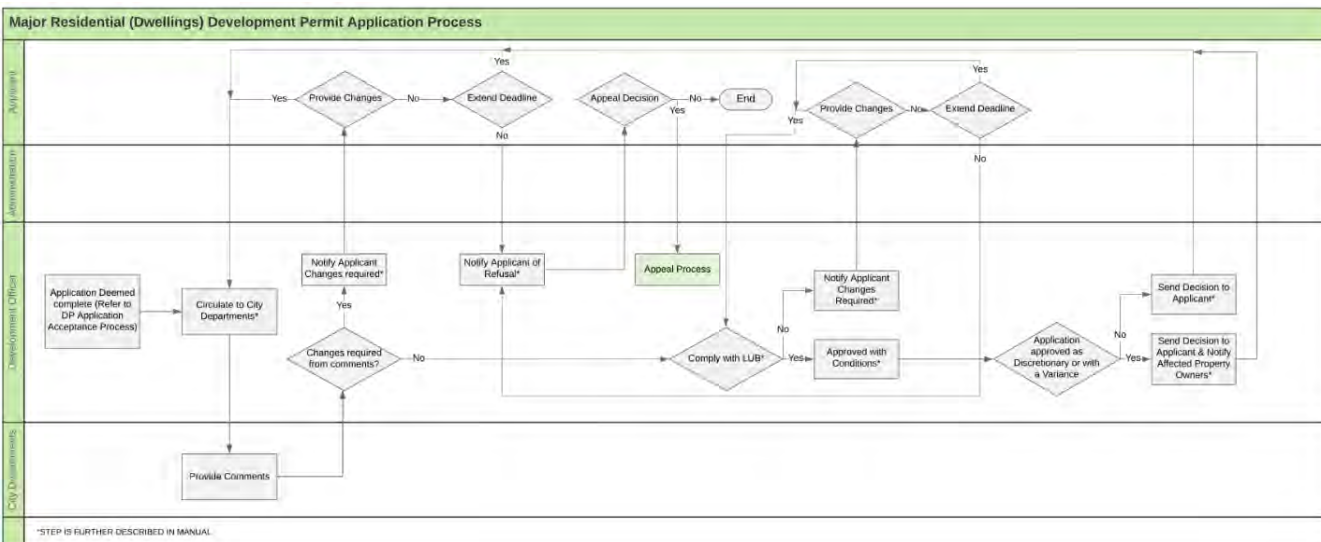 Major Residential (Dwellings) Development Permit Application Process
Applicant
Yes
Provide Changes
No
Yes
Extend Deadline
No
Appeal Decision
No
Yes
End
Yes
Provide Changes
No
Yes
Extend Deadline
No
Administration
Development Officer
Application Deemed
complete (Refer to
DP Application
Acceptance Process)
Circulate to City
Departments*
Notify Applicant
Changes required*
Yes
Changes required
from comments?
No
Notify Applicant of
Refusal*
Appeal Process
Comply with LUB*
No
Yes
Notify Applicant
Changes
Required*
Approved with
Conditions*
Application
approved as
Discretionary or with
a Variance
No
Yes
Send Decision to
Applicant*
Send Decision to
Applicant & Notify
Affected Property
Owners*
City Departments
Provide Comments
*STEP IS FURTHER DESCRIBED IN MANUAL